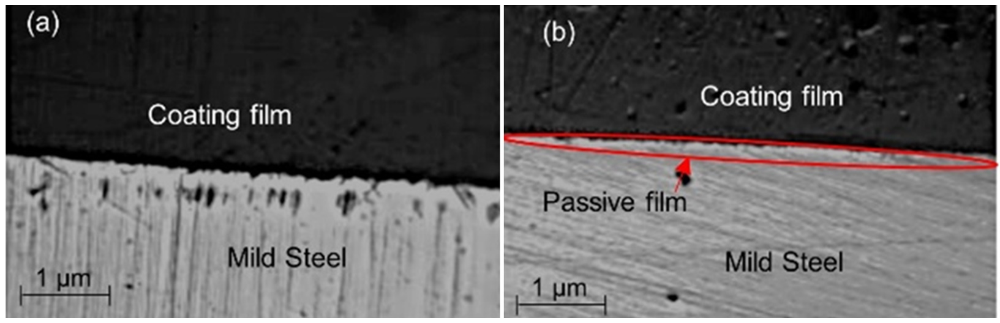 (a)
Coating film
Mild Steel
1 μm
(b)
Coating film
Passive film
Mild Steel
1 μm